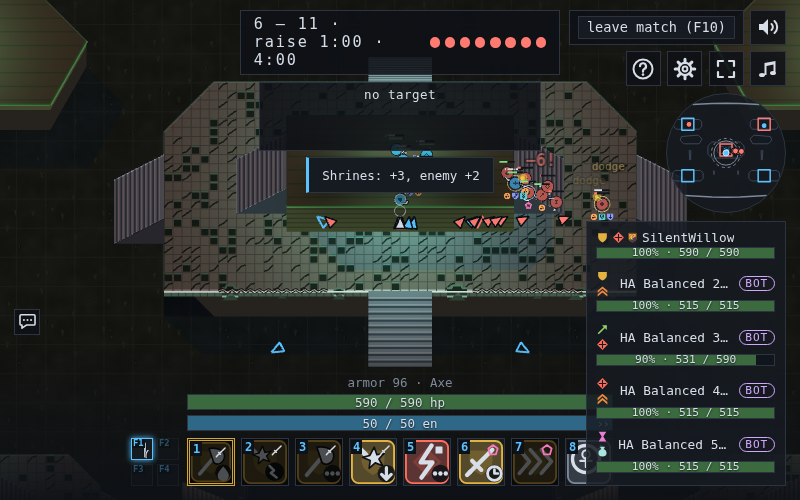 6 – 11 ·
raise 1:00 ·
4:00
leave match (F10)
no target
Shrines: +3, enemy +2
-6!
dodge
dodge
SilentWillow
100% · 590 / 590
HA Balanced 2… BOT
100% · 515 / 515
HA Balanced 3… BOT
90% · 531 / 590
HA Balanced 4… BOT
100% · 515 / 515
HA Balanced 5… BOT
100% · 515 / 515
armor 96 · Axe
590 / 590 hp
50 / 50 en
F1 F2
F3 F4
1 2 3 4 5 6 7 8